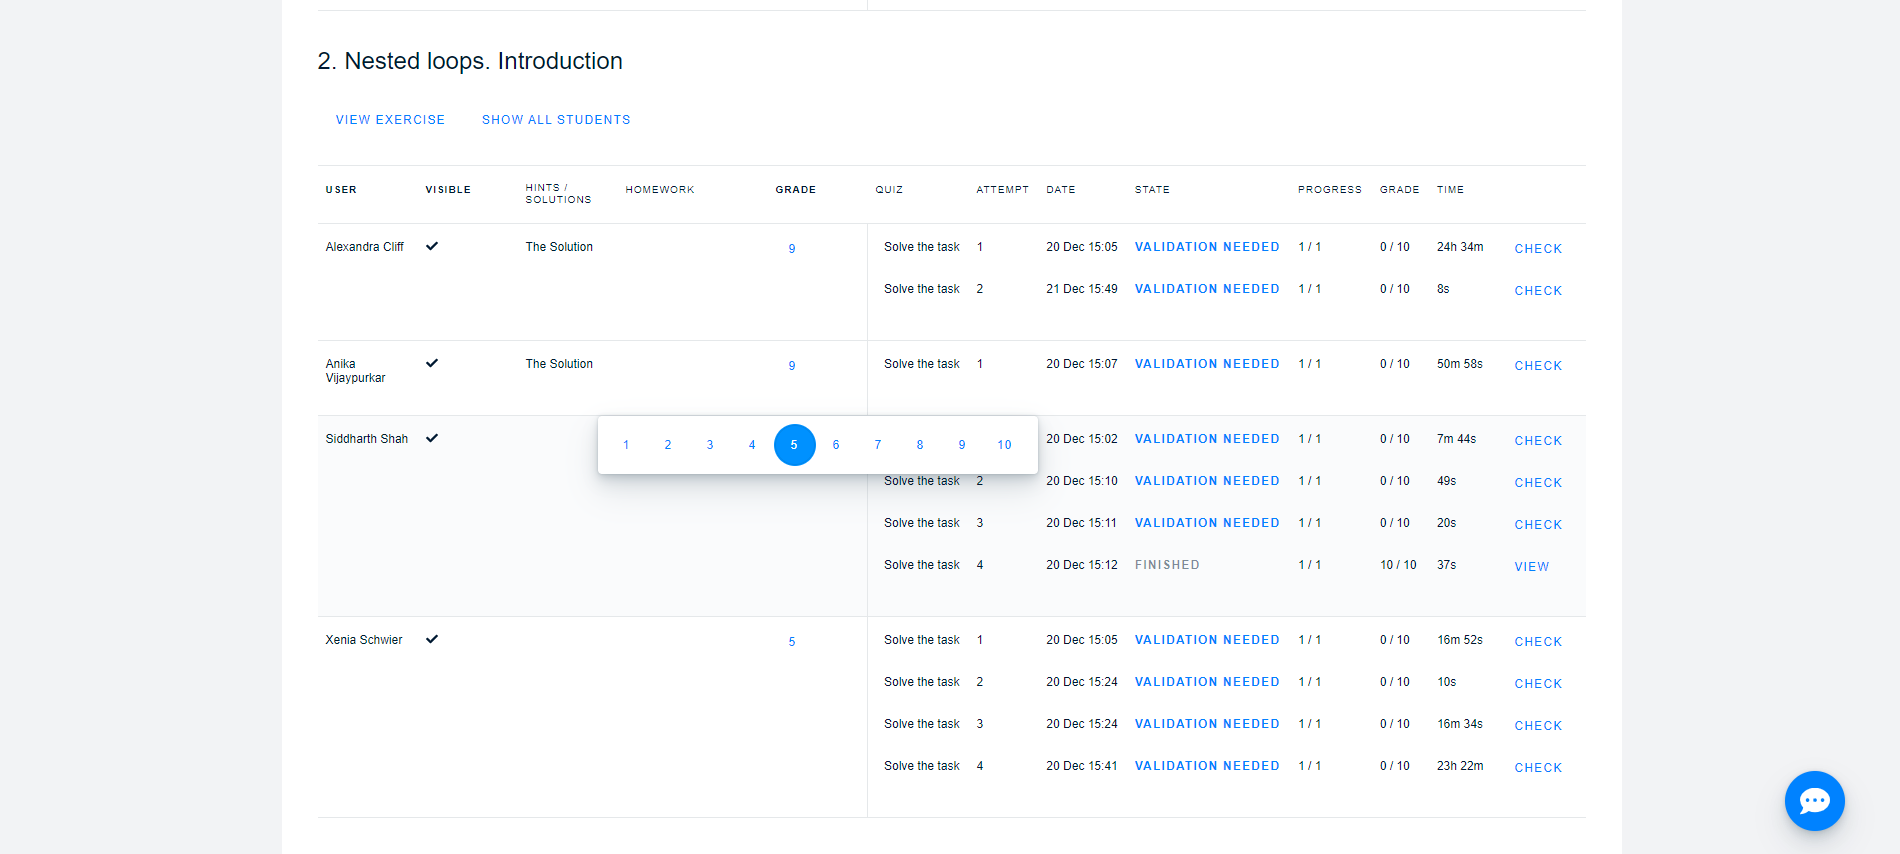 2. Nested loops. Introduction
VIEW EXERCISE SHOW ALL STUDENTS
USER VISIBLE HINTS / SOLUTIONS HOMEWORK GRADE QUIZ ATTEMPT DATE STATE PROGRESS GRADE TIME
Alexandra Cliff The Solution 9 Solve the task 1 20 Dec 15:05 VALIDATION NEEDED 1 / 1 0 / 10 24h 34m CHECK
Solve the task 2 21 Dec 15:49 VALIDATION NEEDED 1 / 1 0 / 10 8s CHECK
Anika Vijaypurkar The Solution 9 Solve the task 1 20 Dec 15:07 VALIDATION NEEDED 1 / 1 0 / 10 50m 58s CHECK
Siddharth Shah 1 2 3 4 5 6 7 8 9 10 20 Dec 15:02 VALIDATION NEEDED 1 / 1 0 / 10 7m 44s CHECK
Solve the task 2 20 Dec 15:10 VALIDATION NEEDED 1 / 1 0 / 10 49s CHECK
Solve the task 3 20 Dec 15:11 VALIDATION NEEDED 1 / 1 0 / 10 20s CHECK
Solve the task 4 20 Dec 15:12 FINISHED 1 / 1 10 / 10 37s VIEW
Xenia Schwier 5 Solve the task 1 20 Dec 15:05 VALIDATION NEEDED 1 / 1 0 / 10 16m 52s CHECK
Solve the task 2 20 Dec 15:24 VALIDATION NEEDED 1 / 1 0 / 10 10s CHECK
Solve the task 3 20 Dec 15:24 VALIDATION NEEDED 1 / 1 0 / 10 16m 34s CHECK
Solve the task 4 20 Dec 15:41 VALIDATION NEEDED 1 / 1 0 / 10 23h 22m CHECK